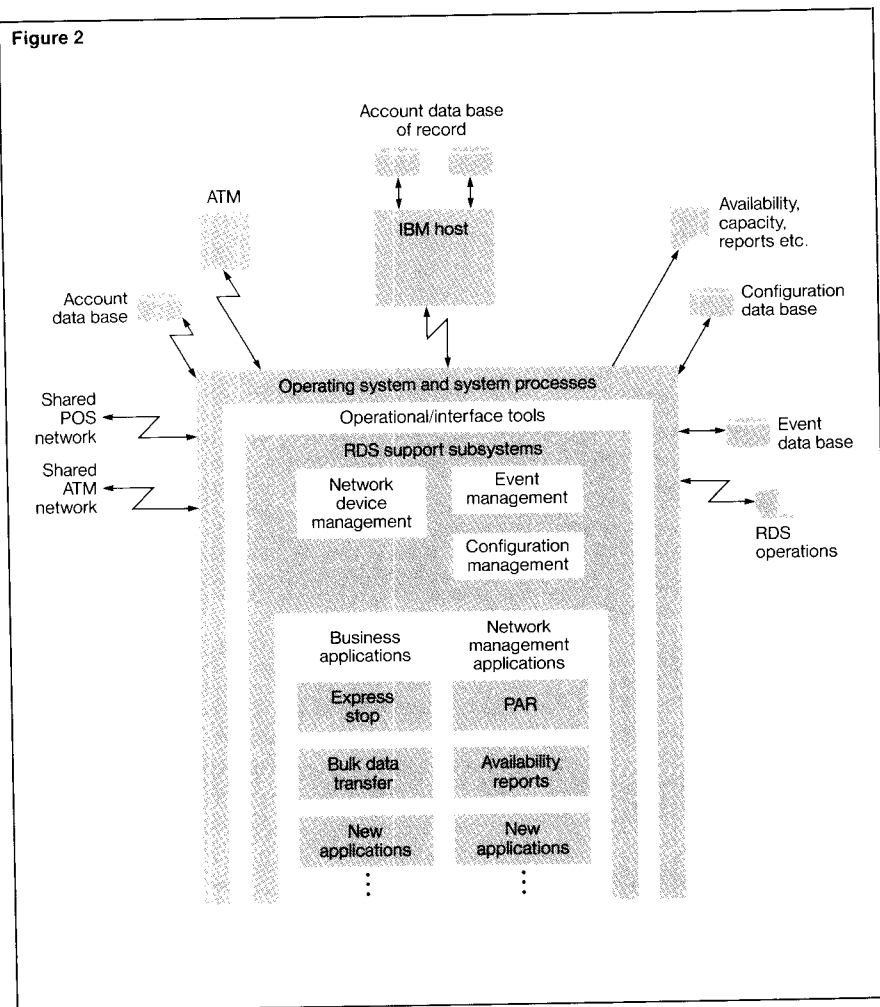 Figure 2
Account data base
of record
ATM
IBM host
Availability,
capacity,
reports etc.
Account
data base
Configuration
data base
Operating system and system processes
Shared
POS
network
Operational/interface tools
Event
data base
RDS support subsystems
Shared
ATM
network
Network
device
management
Event
management
RDS
operations
Configuration
management
Business
applications
Network
management
applications
Express
stop
PAR
Bulk data
transfer
Availability
reports
New
applications
New
applications